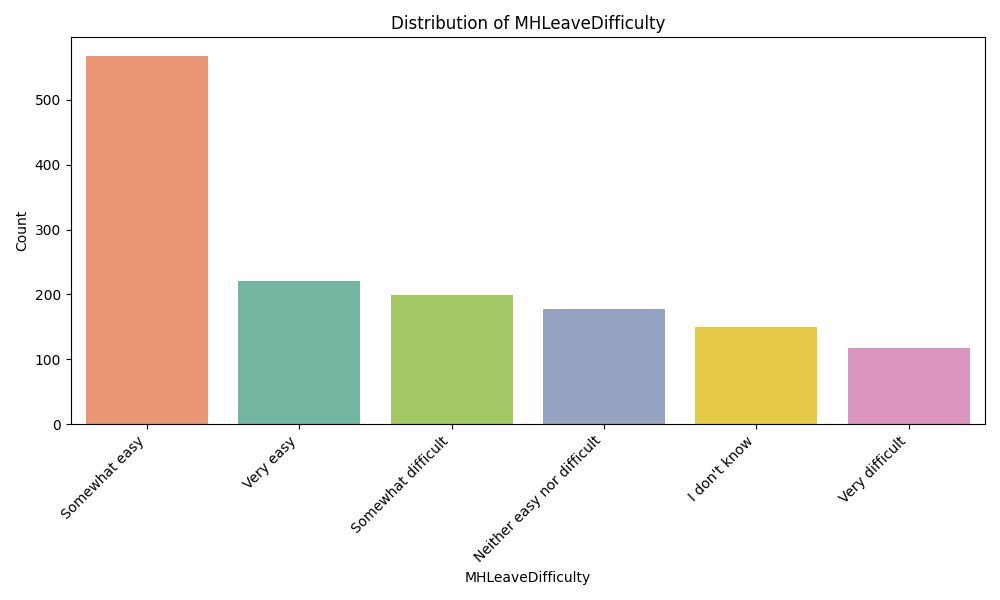 Distribution of MHLeaveDifficulty
Count
500
400
300
200
100
0
Somewhat easy
Very easy
Somewhat difficult
Neither easy nor difficult
I don't know
Very difficult
MHLeaveDifficulty